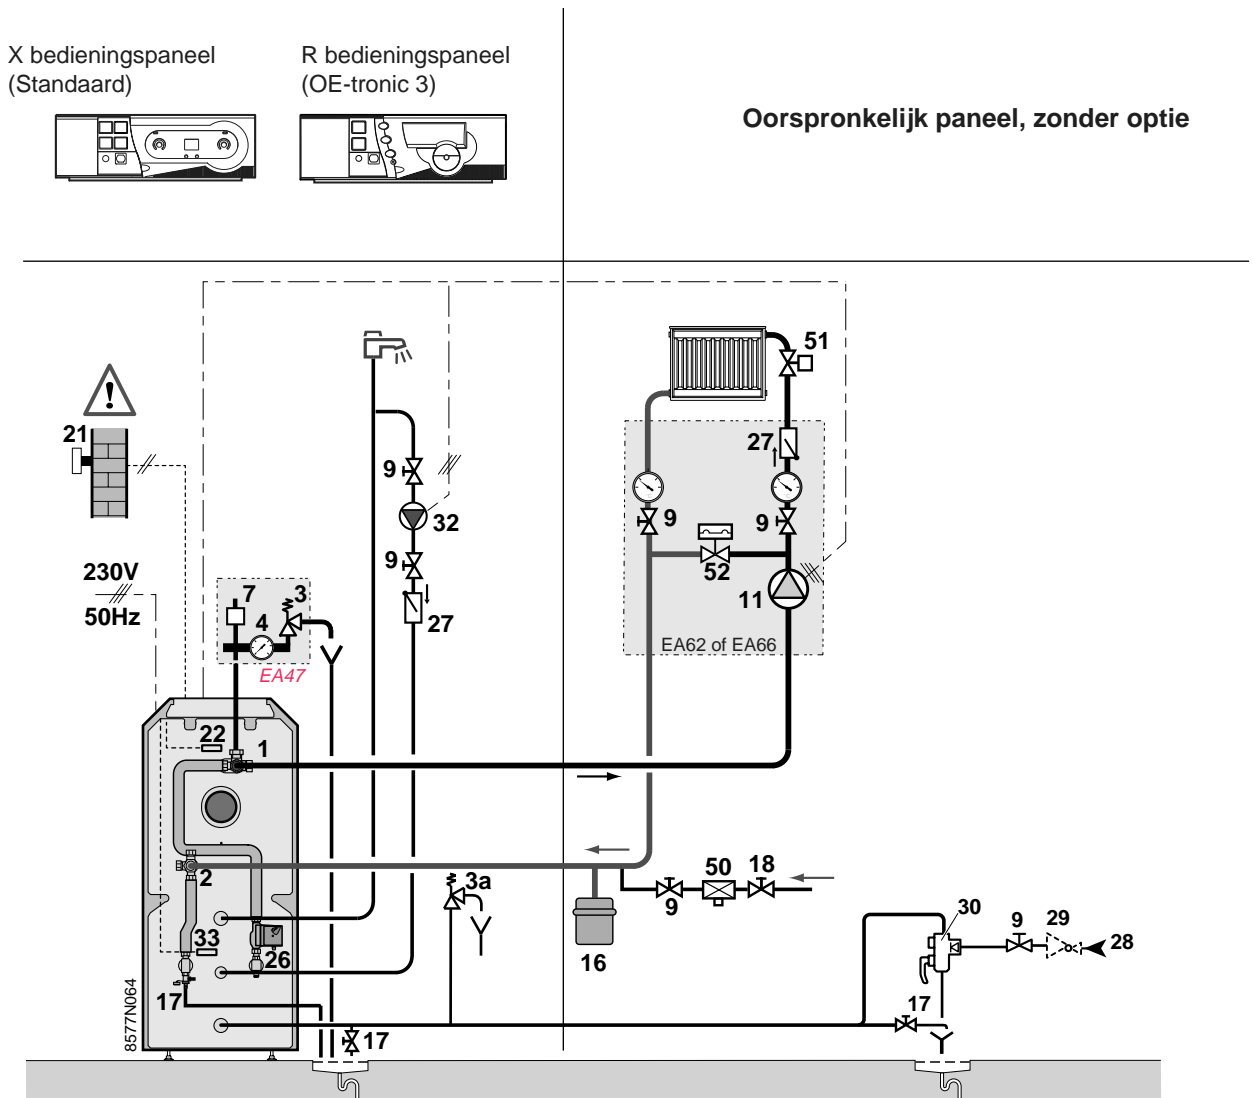 X bedieningspaneel
(Standaard)
R bedieningspaneel
(OE-tronic 3)
Oorspronkelijk paneel, zonder optie
51
21
27
9
32
9
9
9
52
11
230V
50Hz
7
3
4
27
EA62 of EA66
EA47
22
1
2
3a
50
18
9
16
30
9
29
28
33
26
17
17
17
8577N064